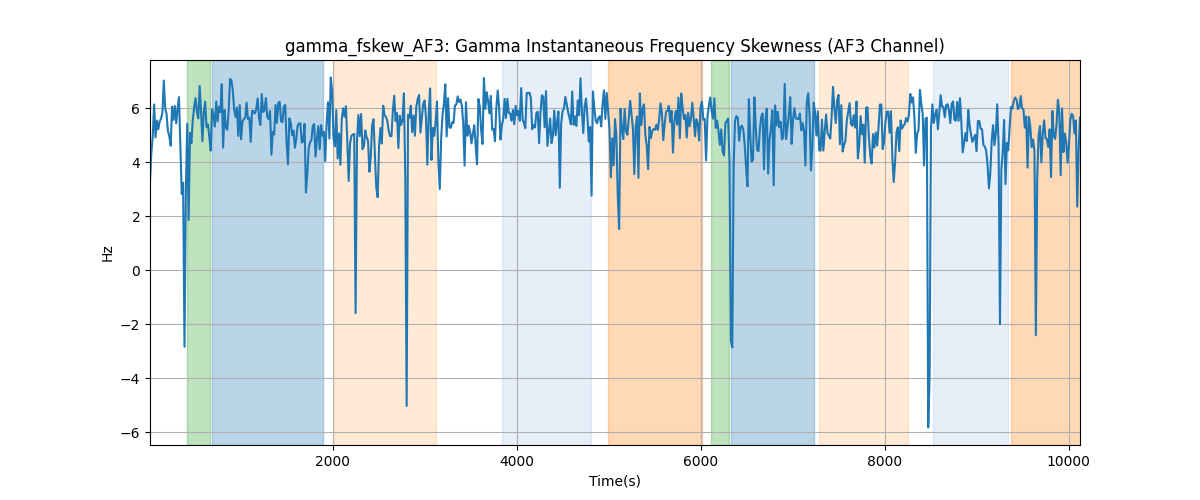 gamma_fskew_AF3: Gamma Instantaneous Frequency Skewness (AF3 Channel)
6
4
2
0
−2
−4
−6
Hz
2000 4000 6000 8000 10000
Time(s)